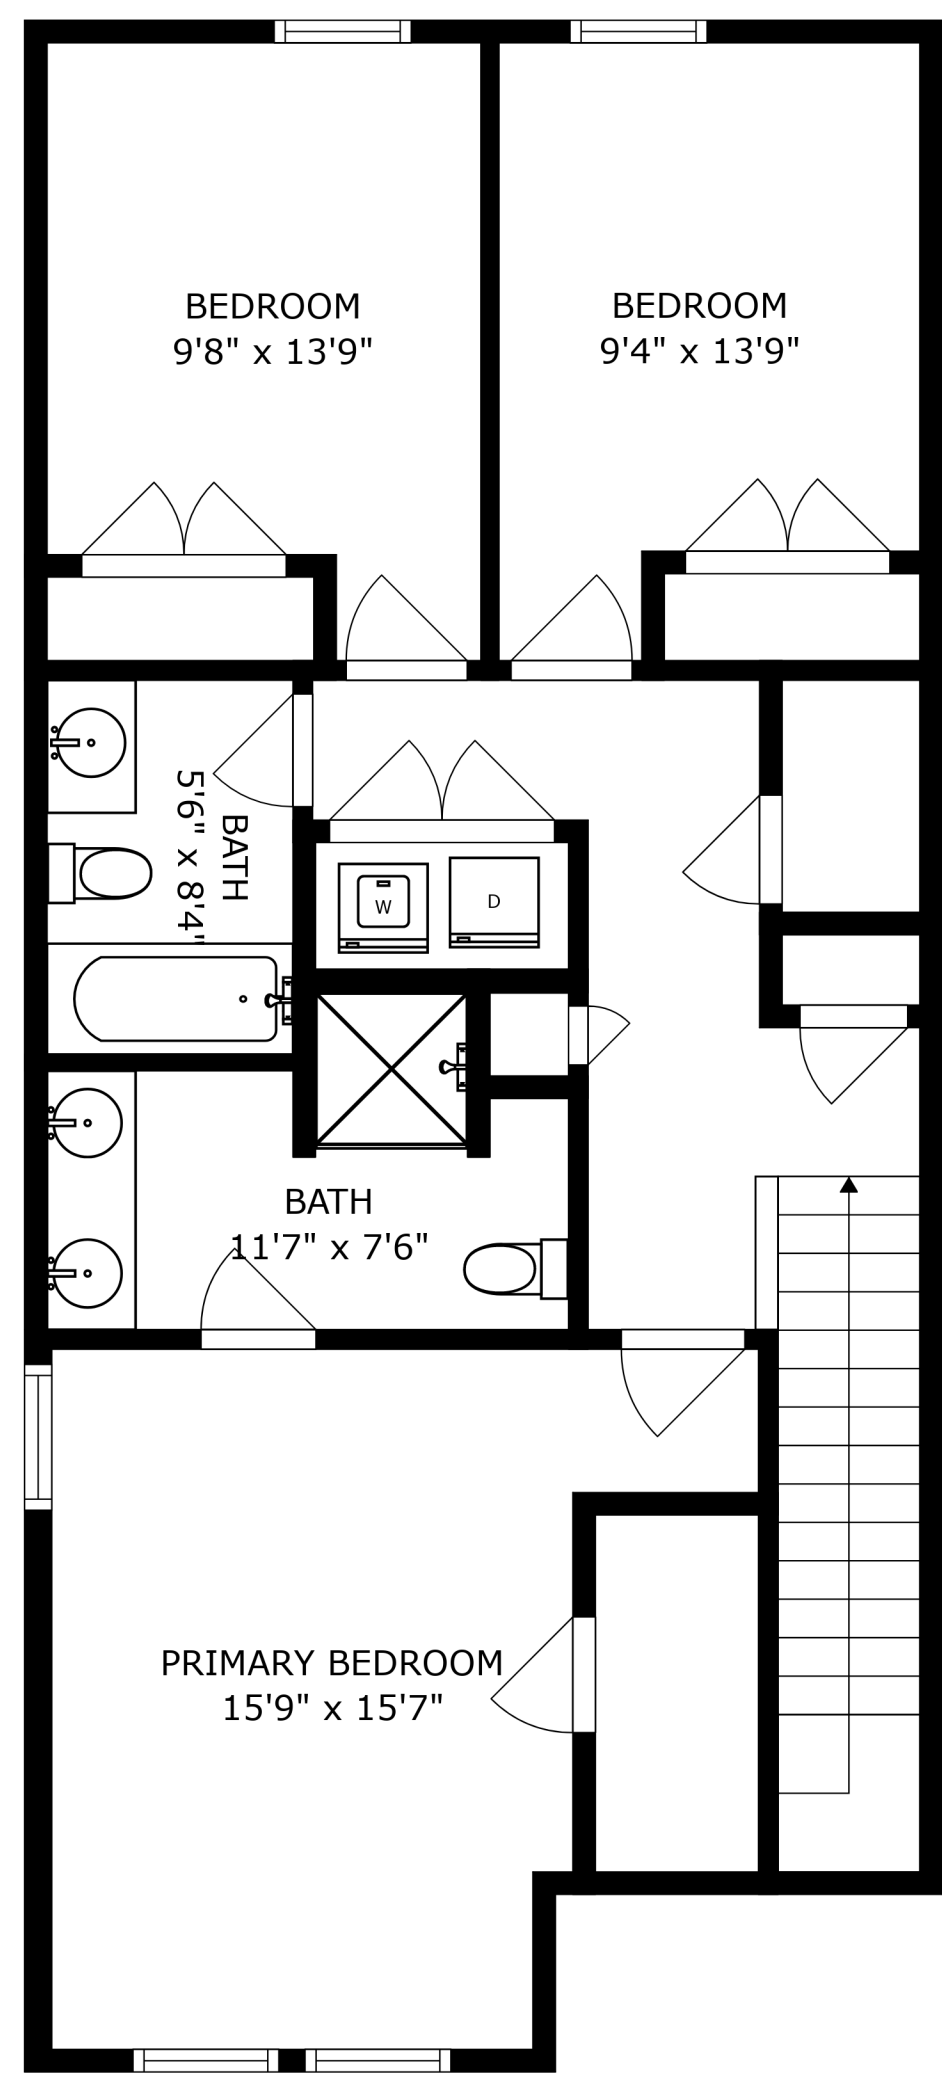 BEDROOM
9'8" x 13'9"
BEDROOM
9'4" x 13'9"
BATH
5'6" x 8'4"
W
D
BATH
11'7" x 7'6"
PRIMARY BEDROOM
15'9" x 15'7"